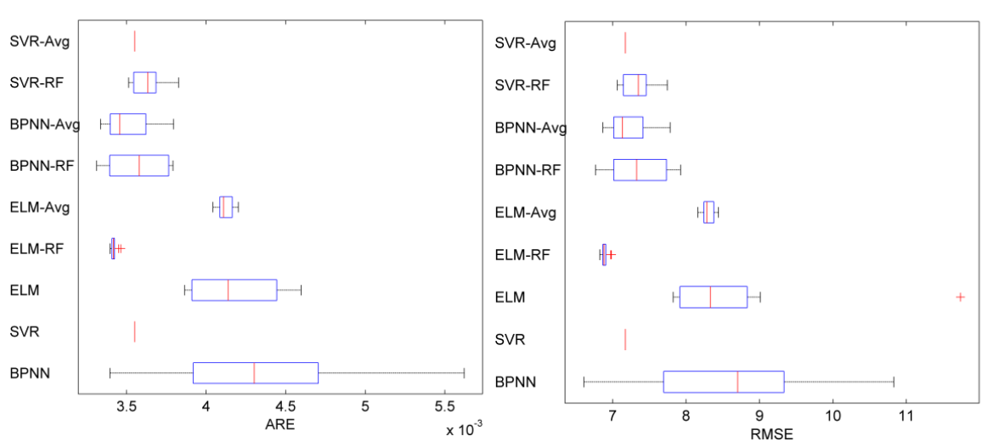 SVR-Avg
SVR-RF
BPNN-Avg
BPNN-RF
ELM-Avg
ELM-RF
ELM
SVR
BPNN
3.5 4 4.5 5 5.5
ARE
x 10-3
SVR-Avg
SVR-RF
BPNN-Avg
BPNN-RF
ELM-Avg
ELM-RF
ELM
SVR
BPNN
7 8 9 10 11
RMSE